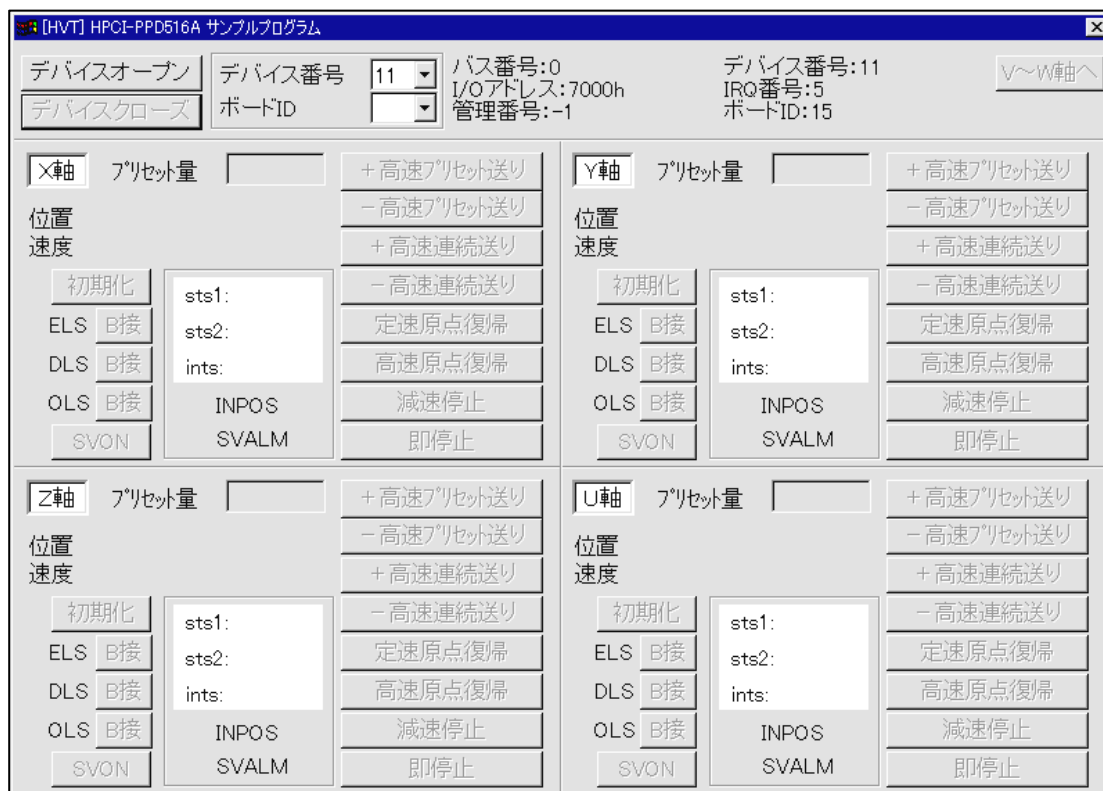 [HVT] HPCI-PPD516A サンプルプログラム
デバイスオープン デバイス番号 11 バス番号:0 デバイス番号:11 V～W軸へ
I/Oアドレス:7000h IRQ番号:5
デバイスクローズ ボードID 管理番号:-1 ボードID:15
X軸 プリセット量 +高速プリセット送り
-高速プリセット送り
位置
速度 +高速連続送り
初期化 sts1: -高速連続送り
ELS B接 sts2: 定速原点復帰
DLS B接 ints: 高速原点復帰
OLS B接 INPOS 減速停止
SVON SVALM 即停止
Y軸 プリセット量 +高速プリセット送り
-高速プリセット送り
位置
速度 +高速連続送り
初期化 sts1: -高速連続送り
ELS B接 sts2: 定速原点復帰
DLS B接 ints: 高速原点復帰
OLS B接 INPOS 減速停止
SVON SVALM 即停止
Z軸 プリセット量 +高速プリセット送り
-高速プリセット送り
位置
速度 +高速連続送り
初期化 sts1: -高速連続送り
ELS B接 sts2: 定速原点復帰
DLS B接 ints: 高速原点復帰
OLS B接 INPOS 減速停止
SVON SVALM 即停止
U軸 プリセット量 +高速プリセット送り
-高速プリセット送り
位置
速度 +高速連続送り
初期化 sts1: -高速連続送り
ELS B接 sts2: 定速原点復帰
DLS B接 ints: 高速原点復帰
OLS B接 INPOS 減速停止
SVON SVALM 即停止